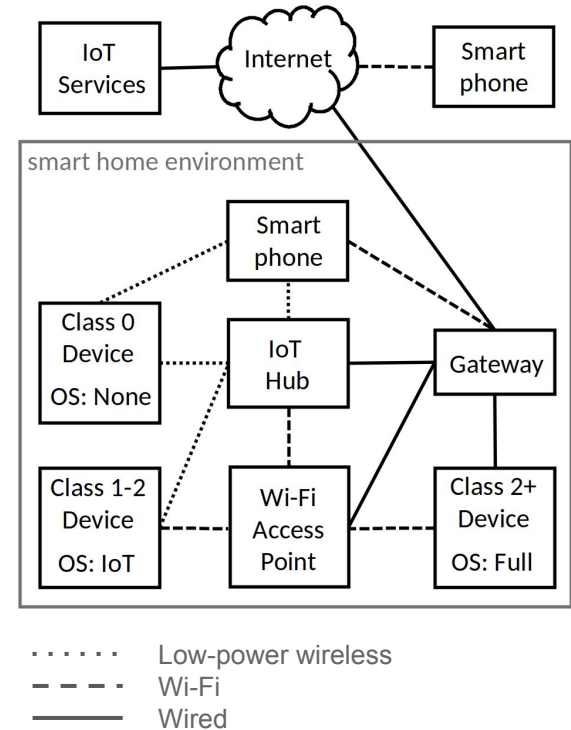 IoT
Services
Internet
Smart
phone
smart home environment
Smart
phone
Class 0
Device
OS: None
IoT
Hub
Gateway
Class 1-2
Device
OS: IoT
Wi-Fi
Access
Point
Class 2+
Device
OS: Full
Low-power wireless
Wi-Fi
Wired